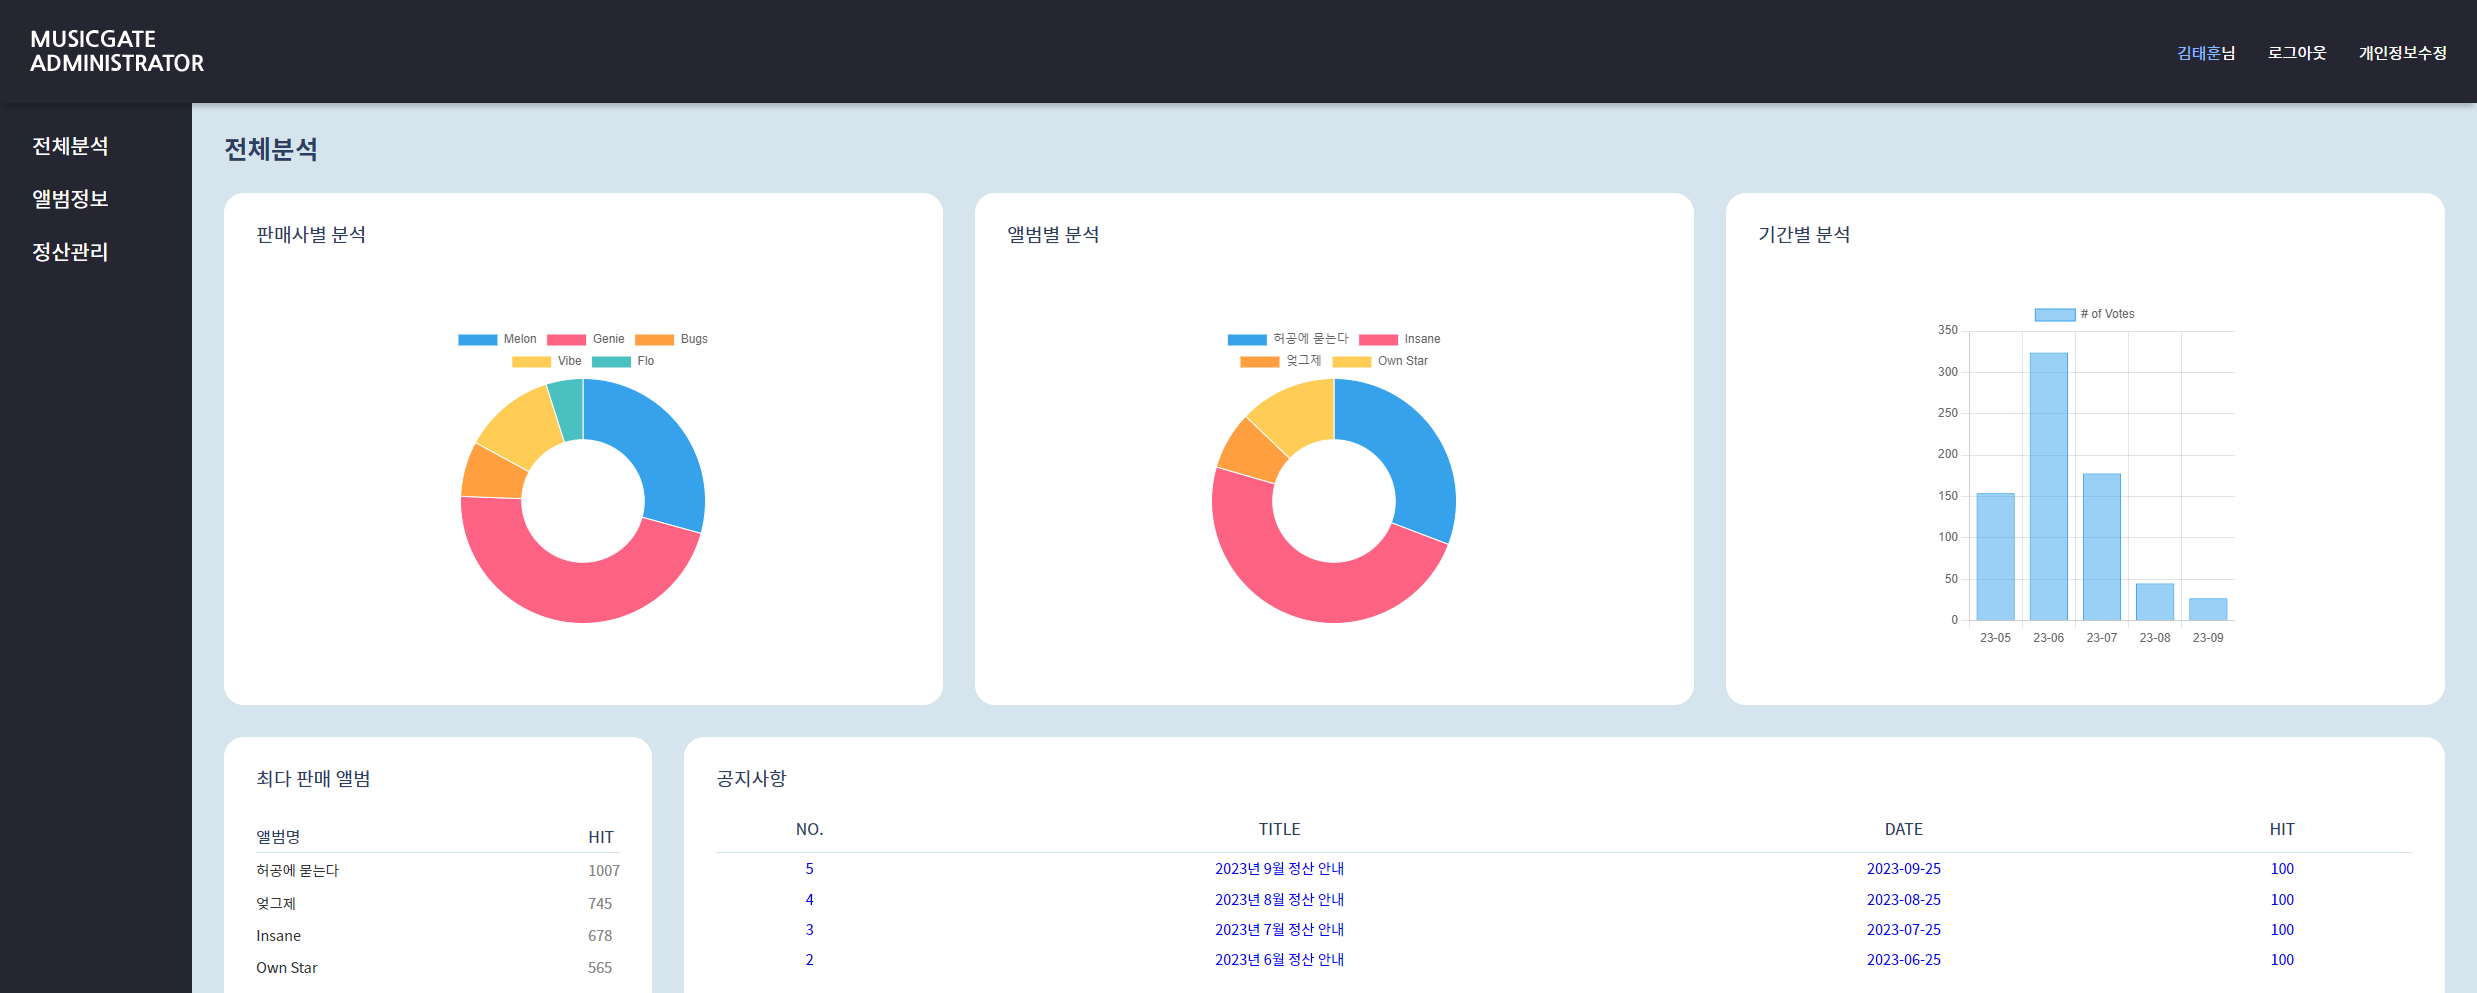 MUSICGATE
ADMINISTRATOR
김태훈님 로그아웃 개인정보수정
전체분석
앨범정보
정산관리
전체분석
판매사별 분석
Melon Genie Bugs
Vibe Flo
앨범별 분석
허공에 묻는다 Insane
엊그제 Own Star
기간별 분석
# of Votes
350
300
250
200
150
100
50
0
23-05 23-06 23-07 23-08 23-09
최다 판매 앨범
앨범명 HIT
허공에 묻는다 1007
엊그제 745
Insane 678
Own Star 565
공지사항
NO. TITLE DATE HIT
5 2023년 9월 정산 안내 2023-09-25 100
4 2023년 8월 정산 안내 2023-08-25 100
3 2023년 7월 정산 안내 2023-07-25 100
2 2023년 6월 정산 안내 2023-06-25 100